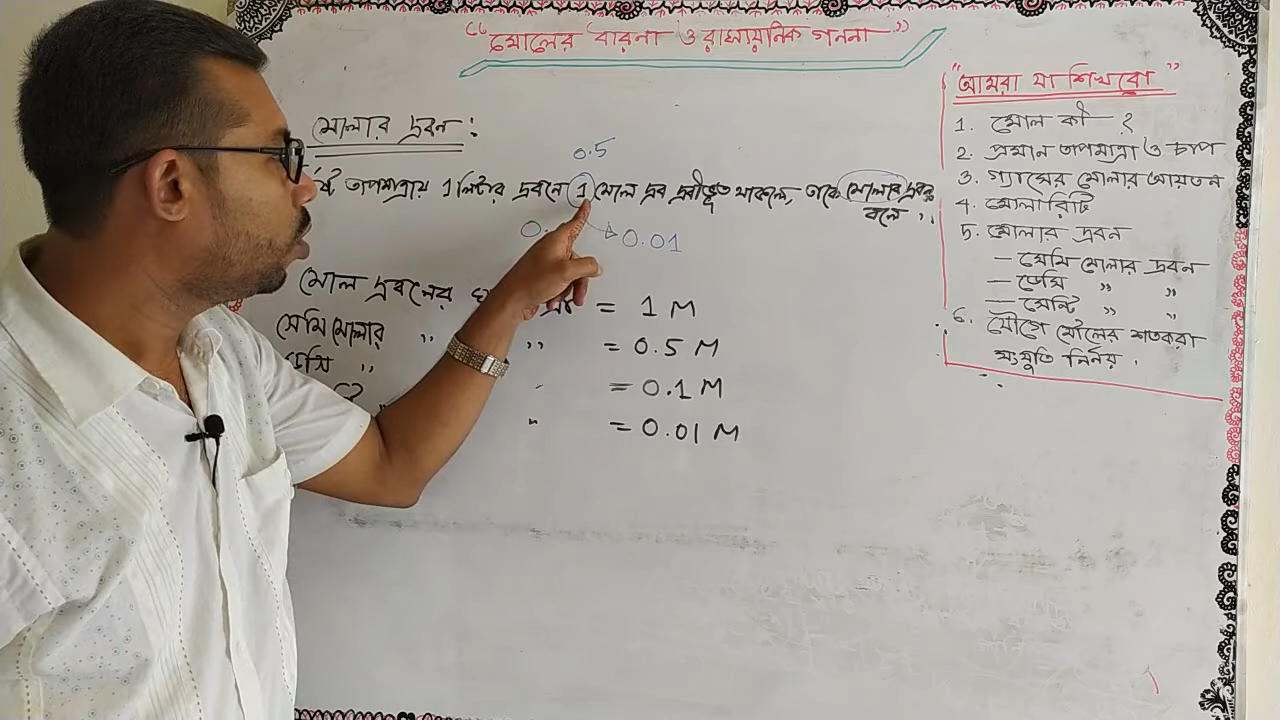 "মোলের ধারনা ও রাসায়নিক গননা"
মোলার দ্রবন :
0.5
তাপমাত্রায় 1 লিটার দ্রবনে 1 মোল দ্রব দ্রবীভূত থাকলে, তাকে মোলার দ্রবন
বলে ,,
0. 0.01
মোল দ্রবনের = 1 M
সেমিমোলার ,, ,, = 0.5 M
ডেসি ,, = 0.1 M
" = 0.01 M
"আমরা যা শিখবো"
1. মোল কী ?
2. প্রমান তাপমাত্রা ও চাপ
3. গ্যাসের মোলার আয়তন
4. মোলারিটি
5. মোলার দ্রবন
— সেমি মোলার দ্রবন
— ডেসি ,, ,,
— সেন্টি ,, ,,
6. যৌগে মৌলের শতকরা
সংযুতি নির্নয় ।